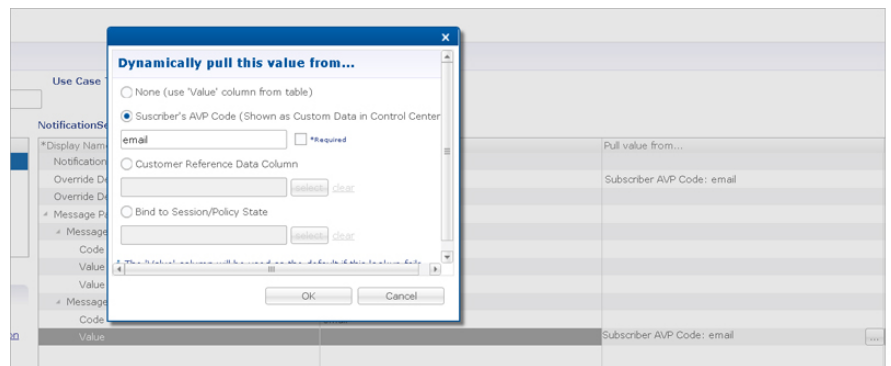 x
Dynamically pull this value from...
None (use 'Value' column from table)
Use Case
Suscriber's AVP Code (Shown as Custom Data in Control Center
NotificationSe
email
*Required
*Display Nam
Pull value from...
Notification
Customer Reference Data Column
Override De
select
clear
Subscriber AVP Code: email
Override De
Message Pa
Bind to Session/Policy State
Message
select
clear
Code
Value
Value
OK
Cancel
Message
Code
Value
Subscriber AVP Code: email
...